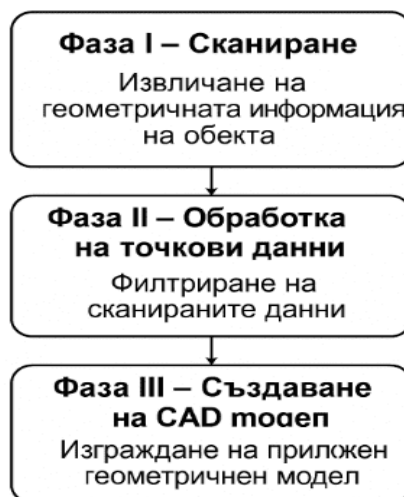 Фаза I – Сканиране
Извличане на
геометричната информация
на обекта
Фаза II – Обработка
на точкови данни
Филтриране на
сканираните данни
Фаза III – Създаване
на CAD модел
Изграждане на прилжен
геометричнен модел